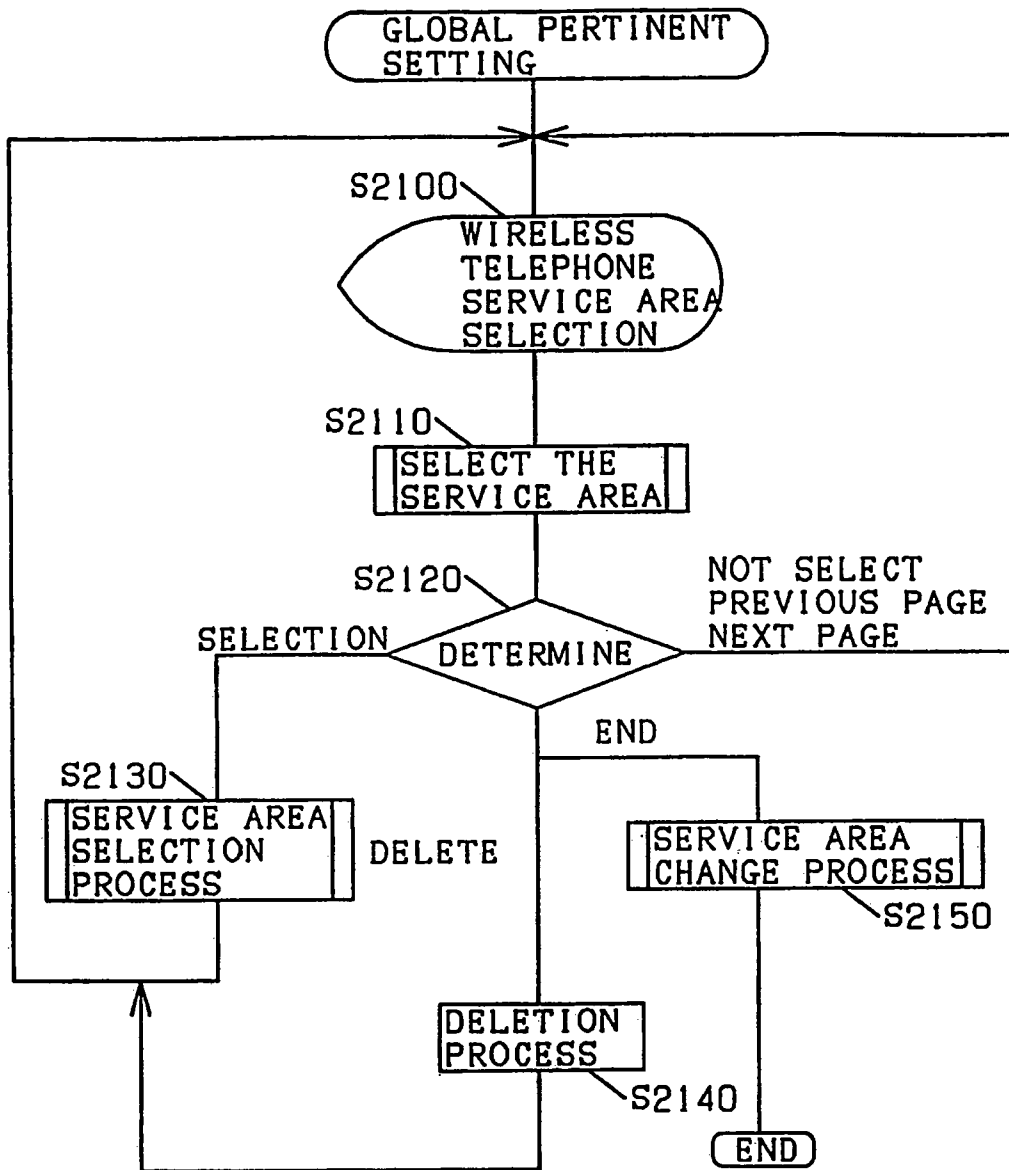 GLOBAL PERTINENT
SETTING
S2100
WIRELESS
TELEPHONE
SERVICE AREA
SELECTION
S2110
SELECT THE
SERVICE AREA
S2120
NOT SELECT
PREVIOUS PAGE
NEXT PAGE
SELECTION
DETERMINE
END
S2130
SERVICE AREA
SELECTION
PROCESS
DELETE
SERVICE AREA
CHANGE PROCESS
S2150
DELETION
PROCESS
S2140
END